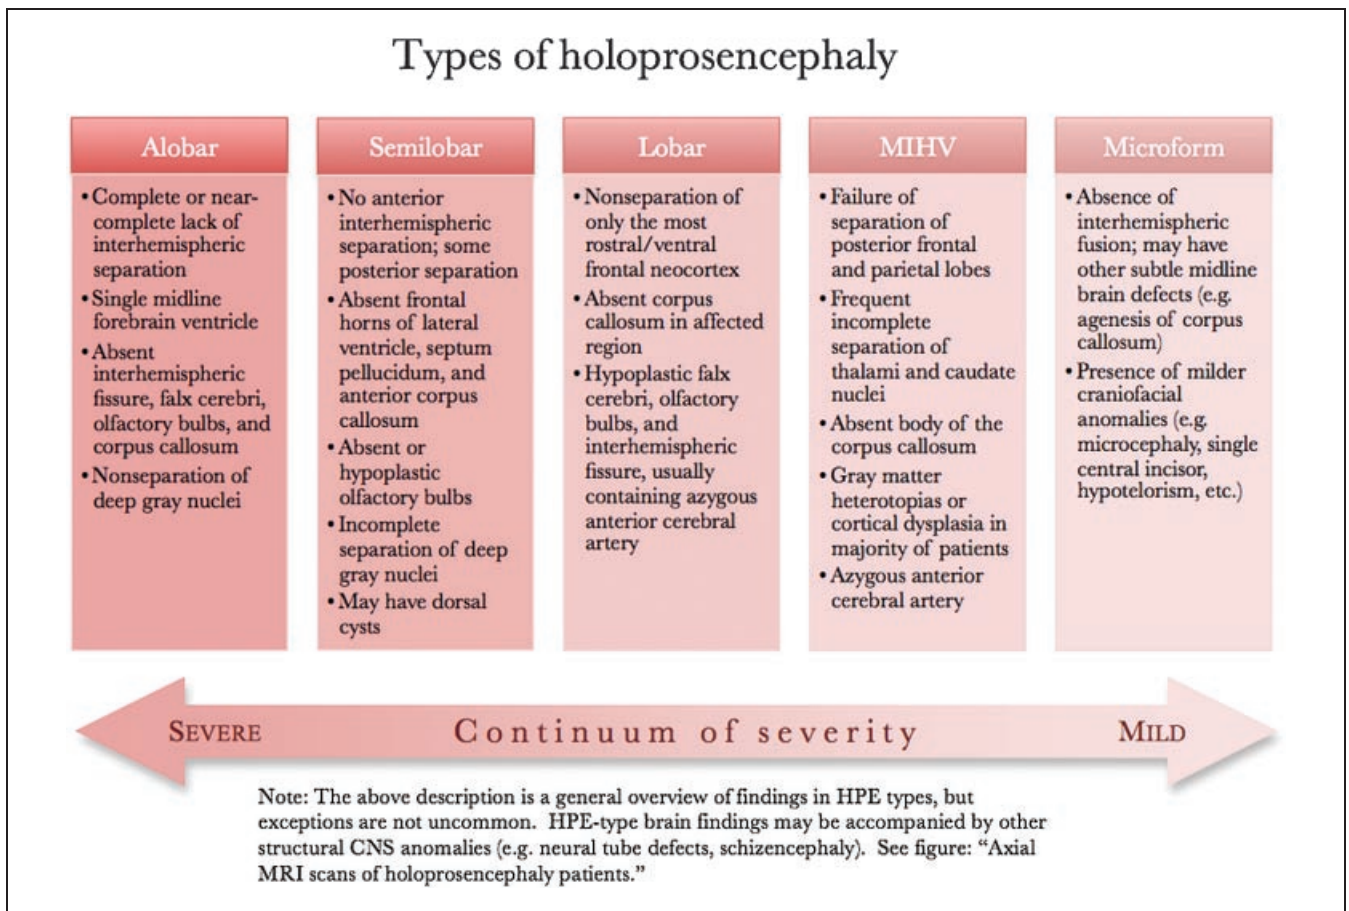 Types of holoprosencephaly
Alobar
• Complete or near-
complete lack of
interhemispheric
separation
• Single midline
forebrain ventricle
• Absent
interhemispheric
fissure, falx cerebri,
olfactory bulbs, and
corpus callosum
• Nonseparation of
deep gray nuclei
Semilobar
• No anterior
interhemispheric
separation; some
posterior separation
• Absent frontal
horns of lateral
ventricle, septum
pellucidum, and
anterior corpus
callosum
• Absent or
hypoplastic
olfactory bulbs
• Incomplete
separation of deep
gray nuclei
• May have dorsal
cysts
Lobar
• Nonseparation of
only the most
rostral/ventral
frontal neocortex
• Absent corpus
callosum in affected
region
• Hypoplastic falx
cerebri, olfactory
bulbs, and
interhemispheric
fissure, usually
containing azygous
anterior cerebral
artery
MIHV
• Failure of
separation of
posterior frontal
and parietal lobes
• Frequent
incomplete
separation of
thalami and caudate
nuclei
• Absent body of the
corpus callosum
• Gray matter
heterotopias or
cortical dysplasia in
majority of patients
• Azygous anterior
cerebral artery
Microform
• Absence of
interhemispheric
fusion; may have
other subtle midline
brain defects (e.g.
agenesis of corpus
callosum)
• Presence of milder
craniofacial
anomalies (e.g.
microcephaly, single
central incisor,
hypotelorism, etc.)
SEVERE Continuum of severity MILD
Note: The above description is a general overview of findings in HPE types, but
exceptions are not uncommon. HPE-type brain findings may be accompanied by other
structural CNS anomalies (e.g. neural tube defects, schizencephaly). See figure: “Axial
MRI scans of holoprosencephaly patients.”